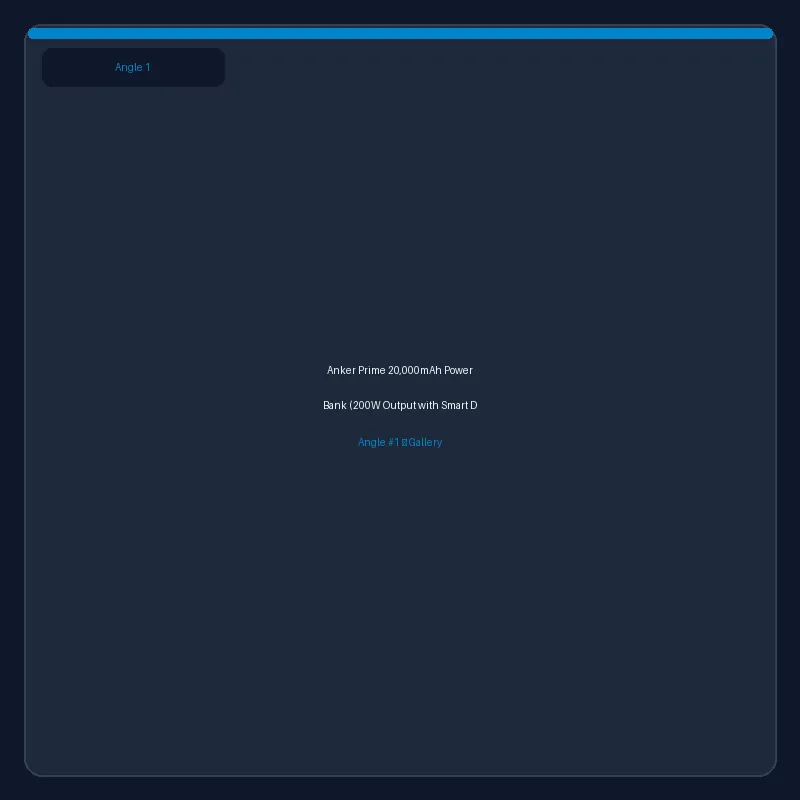 Angle 1
Anker Prime 20,000mAh Power
Bank (200W Output with Smart D
Angle #1 Gallery